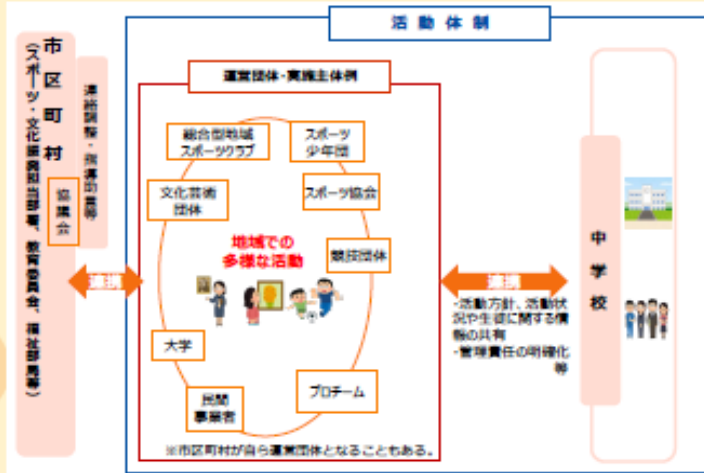 活動体制
市区町村
（スポーツ・文化振興担当部署、教育委員会、福祉部局等）
協議会
連絡調整・指導助言等
連携
運営団体・実施主体例
総合型地域
スポーツクラブ
スポーツ
少年団
文化芸術
団体
スポーツ協会
地域での
多様な活動
競技団体
大学
民間
事業者
プロチーム
※市区町村が自ら運営団体となることもある。
連携
・活動方針、活動状
況や生徒に関する情
報の共有
・管理責任の明確化
等
中学校